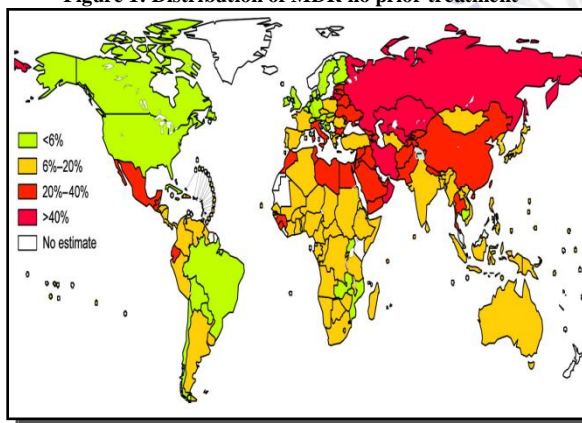 Figure 1: Distribution of MDR no prior treatment
<6%
6%–20%
20%–40%
>40%
No estimate